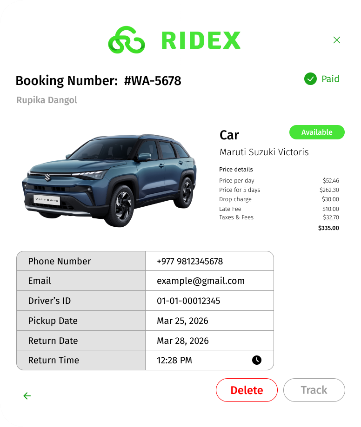 RIDEX
Booking Number: #WA-5678
Paid
Rupika Dangol
Car
Available
Maruti Suzuki Victoris
Price details
Price per day $52.46
Price for 5 days $262.30
Drop charge $30.00
Late Fee $10.00
Taxes & Fees $32.70
$335.00
Phone Number +977 9812345678
Email example@gmail.com
Driver's ID 01-01-00012345
Pickup Date Mar 25, 2026
Return Date Mar 28, 2026
Return Time 12:28 PM
Delete
Track